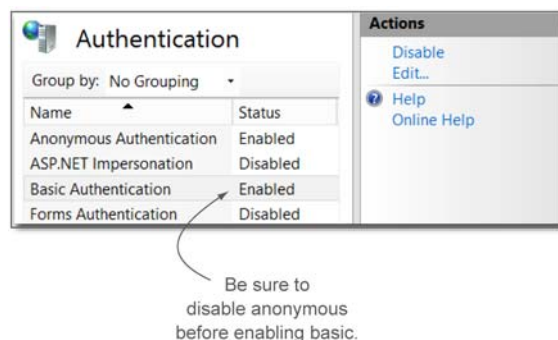 Authentication
Group by: No Grouping
Name Status
Anonymous Authentication Enabled
ASP.NET Impersonation Disabled
Basic Authentication Enabled
Forms Authentication Disabled
Actions
Disable
Edit...
Help
Online Help
Be sure to
disable anonymous
before enabling basic.